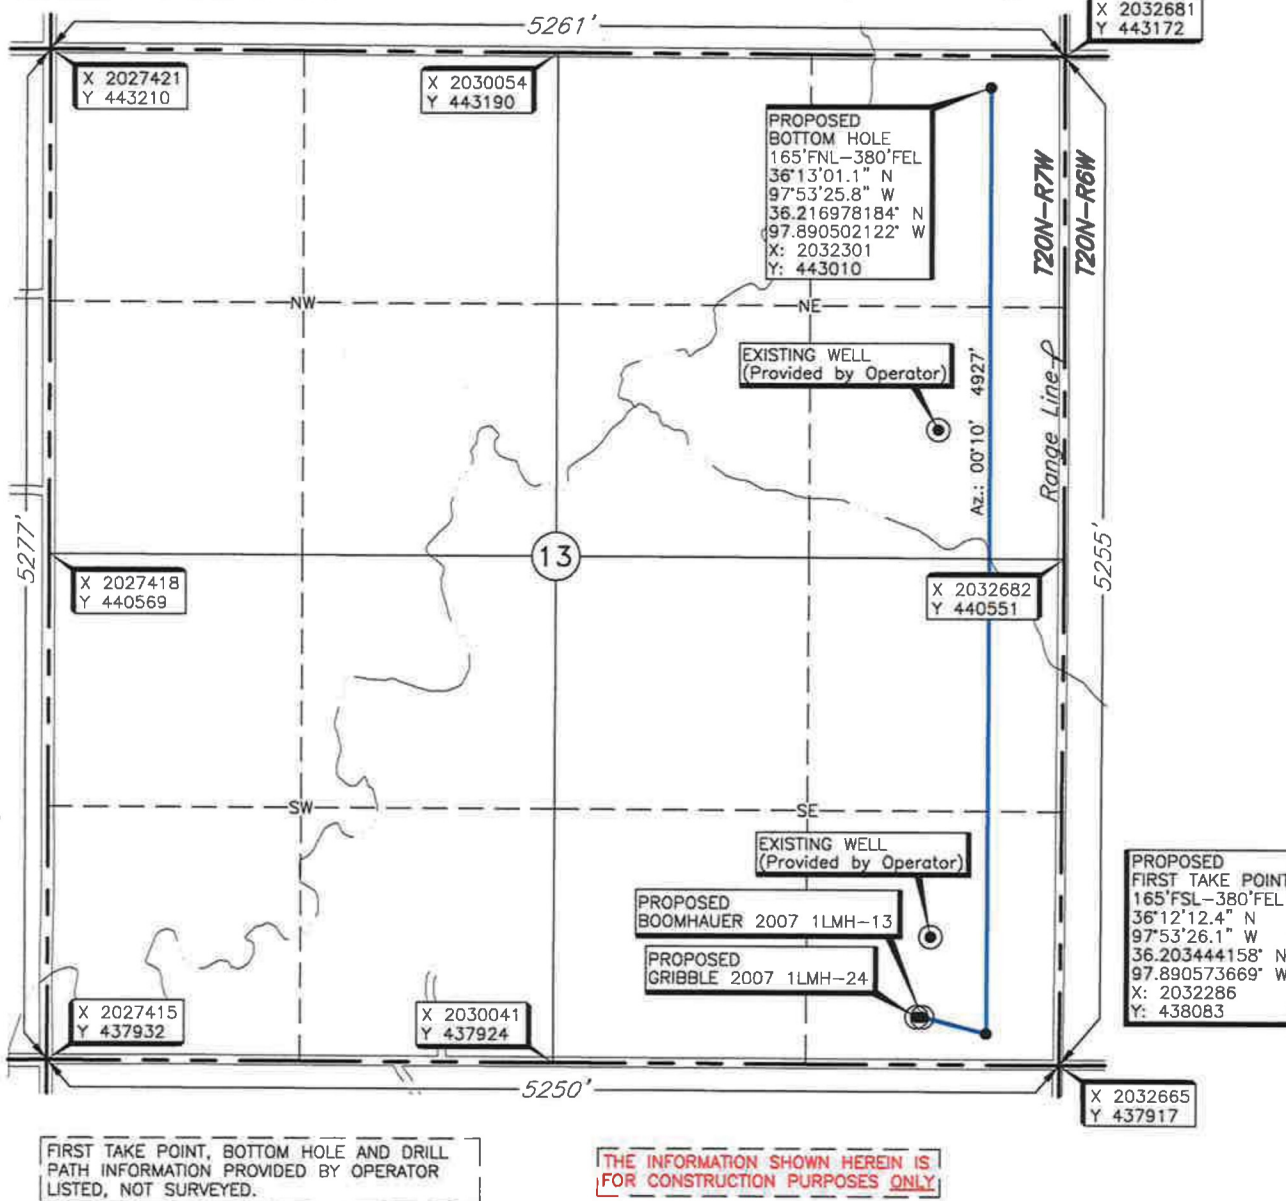 5261'
X 2032681
Y 443172
X 2027421
Y 443210
X 2030054
Y 443190
PROPOSED
BOTTOM HOLE
165'FNL-380'FEL
36°13'01.1" N
97°53'25.8" W
36.216978184° N
97.890502122° W
X: 2032301
Y: 443010
T20N-R7W
T20N-R6W
NW
NE
EXISTING WELL
(Provided by Operator)
Az.: 00°10' 4927'
Range Line
5277'
13
5255'
X 2027418
Y 440569
X 2032682
Y 440551
SW
SE
EXISTING WELL
(Provided by Operator)
PROPOSED
BOOMHAUER 2007 1LMH-13
PROPOSED
GRIBBLE 2007 1LMH-24
PROPOSED
FIRST TAKE POINT
165'FSL-380'FEL
36°12'12.4" N
97°53'26.1" W
36.203444158° N
97.890573669° W
X: 2032286
Y: 438083
X 2027415
Y 437932
X 2030041
Y 437924
5250'
X 2032665
Y 437917
FIRST TAKE POINT, BOTTOM HOLE AND DRILL
PATH INFORMATION PROVIDED BY OPERATOR
LISTED, NOT SURVEYED.
THE INFORMATION SHOWN HEREIN IS
FOR CONSTRUCTION PURPOSES ONLY